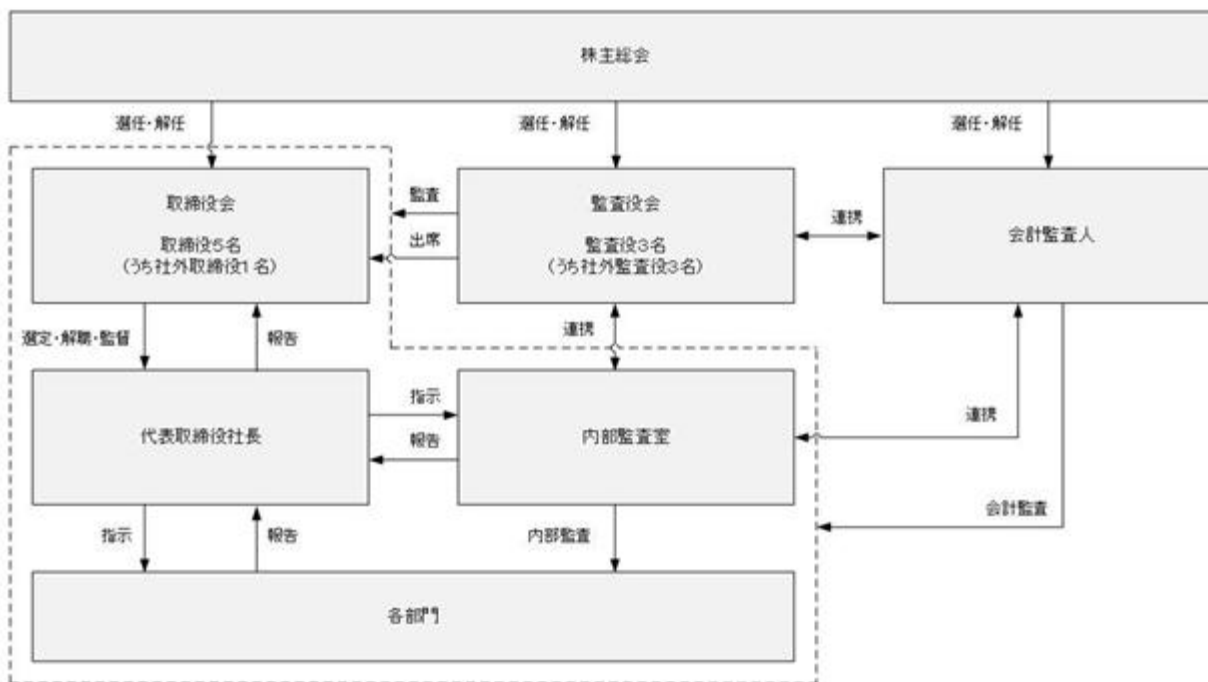 株主総会
選任・解任
選任・解任
選任・解任
取締役会
取締役5名
(うち社外取締役1名)
監査
出席
監査役会
監査役3名
(うち社外監査役3名)
連携
会計監査人
選定・解職・監督
報告
連携
代表取締役社長
指示
報告
内部監査室
連携
指示
報告
内部監査
会計監査
各部門